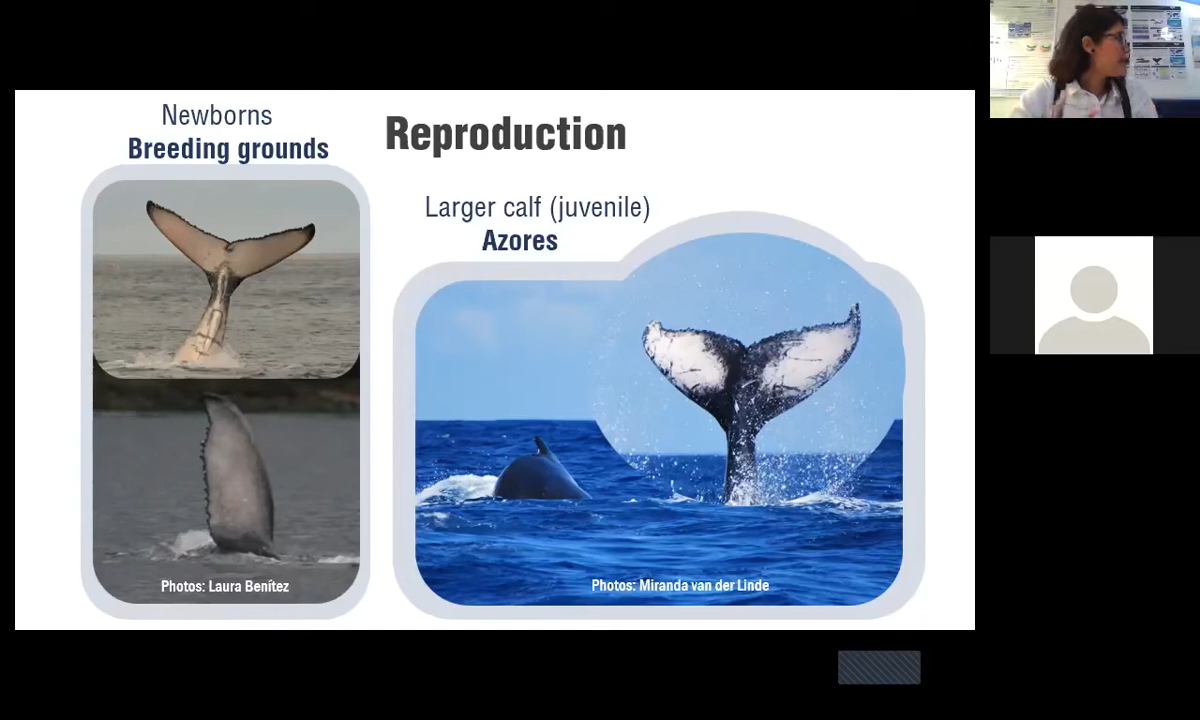 Newborns
Breeding grounds
Reproduction
Larger calf (juvenile)
Azores
Photos: Laura Benítez
Photos: Miranda van der Linde